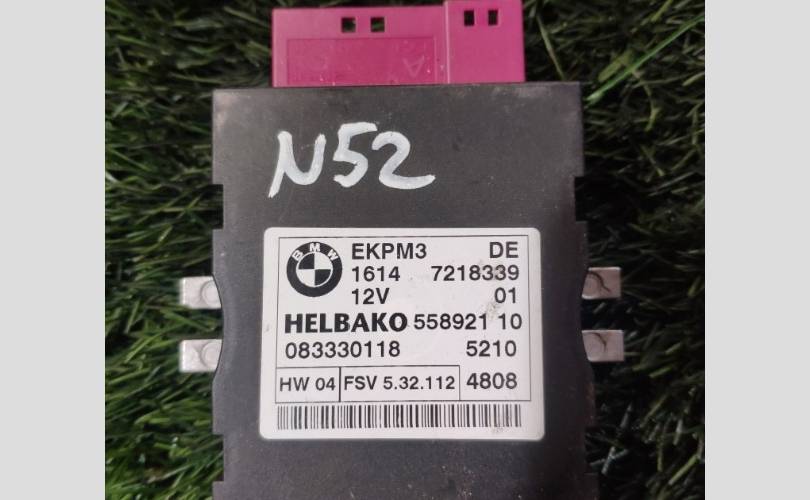 N52
BMW
EKPM3 DE
1614 7218339
12V 01
HELBAKO 558921 10
083330118 5210
HW 04 FSV 5.32.112 4808